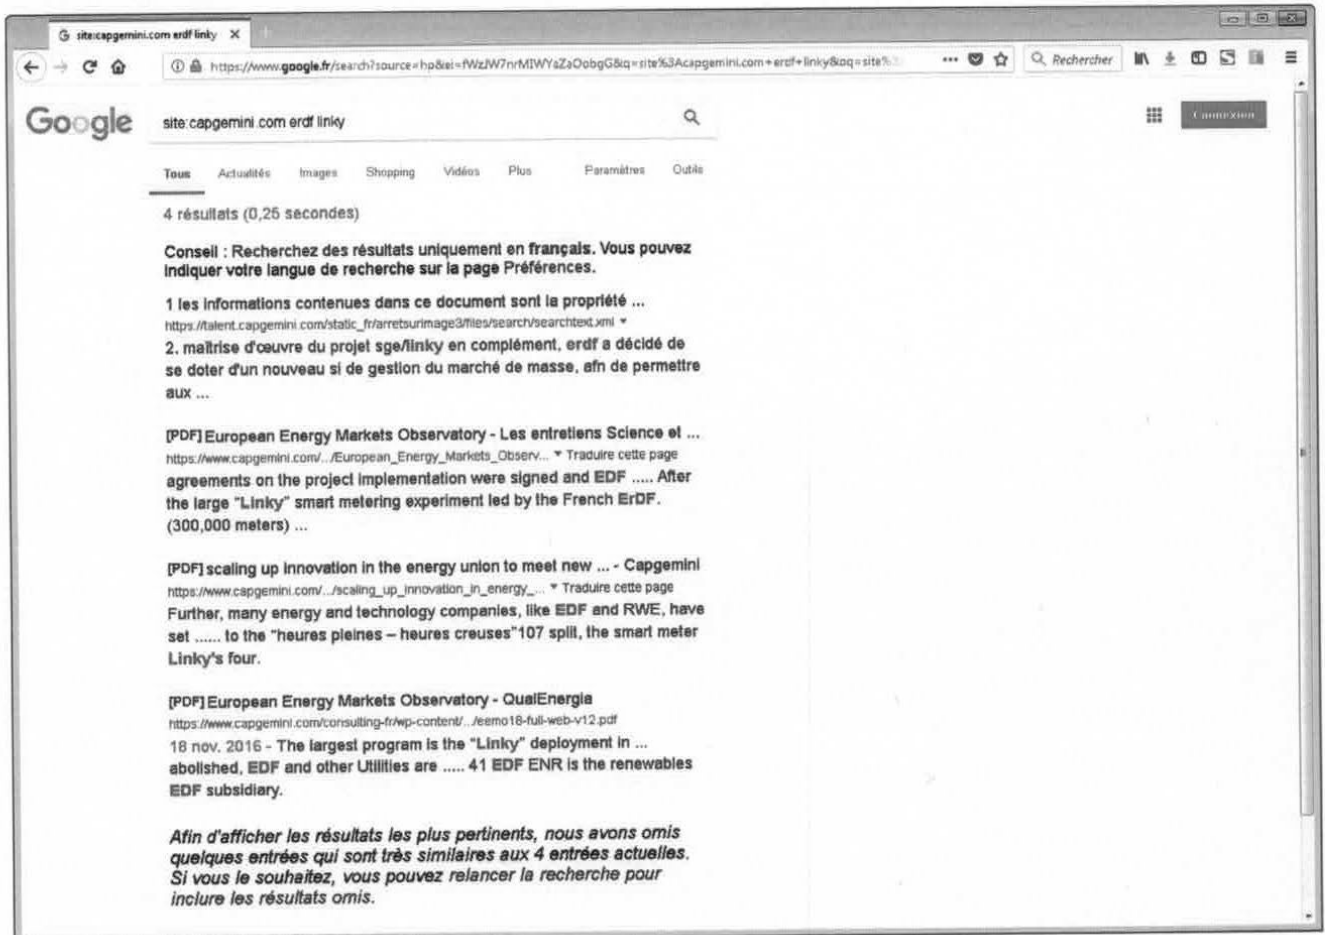 site:capgemini.com erdf linky
https://www.google.fr/search?source=hp&ei=fWzJW7nrMIWYaZaOobgG&q=site%3Acapgemini.com+erdf+linky&oq=site%3
Rechercher
Google
site:capgemini.com erdf linky
Connexion
Tous Actualités Images Shopping Vidéos Plus Paramètres Outils
4 résultats (0,25 secondes)
Conseil : Recherchez des résultats uniquement en français. Vous pouvez
indiquer votre langue de recherche sur la page Préférences.
1 les informations contenues dans ce document sont la propriété ...
https://talent.capgemini.com/static_fr/arretsurimage3/files/search/searchtext.xml
2. maîtrise d'œuvre du projet sge/linky en complément, erdf a décidé de
se doter d'un nouveau si de gestion du marché de masse, afn de permettre
aux ...
[PDF] European Energy Markets Observatory - Les entretiens Science et ...
https://www.capgemini.com/.../European_Energy_Markets_Observ... Traduire cette page
agreements on the project implementation were signed and EDF ..... After
the large "Linky" smart metering experiment led by the French ErDF.
(300,000 meters) ...
[PDF] scaling up innovation in the energy union to meet new ... - Capgemini
https://www.capgemini.com/.../scaling_up_innovation_in_energy_... Traduire cette page
Further, many energy and technology companies, like EDF and RWE, have
set ...... to the "heures pleines – heures creuses"107 split, the smart meter
Linky's four.
[PDF] European Energy Markets Observatory - QualEnergia
https://www.capgemini.com/consulting-fr/wp-content/.../eemo18-full-web-v12.pdf
18 nov. 2016 - The largest program is the "Linky" deployment in ...
abolished, EDF and other Utilities are ..... 41 EDF ENR is the renewables
EDF subsidiary.
Afin d'afficher les résultats les plus pertinents, nous avons omis
quelques entrées qui sont très similaires aux 4 entrées actuelles.
Si vous le souhaitez, vous pouvez relancer la recherche pour
inclure les résultats omis.